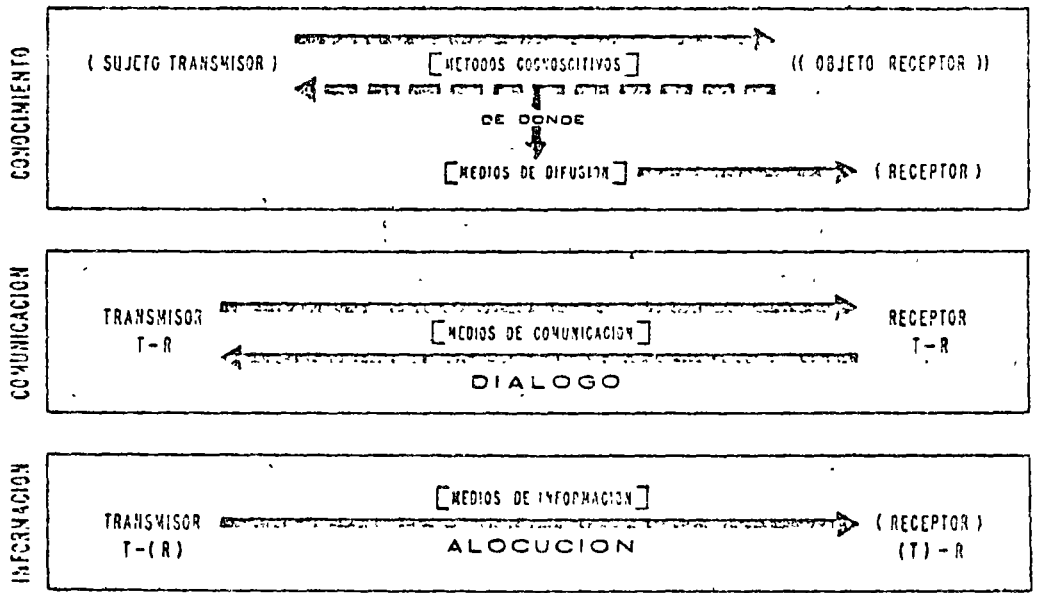 CONOCIMIENTO
( SUJETO TRANSMISOR ) [METODOS COGNOSCITIVOS] (( OBJETO RECEPTOR ))
DE DONDE
[MEDIOS DE DIFUSION] ( RECEPTOR )
COMUNICACION
TRANSMISOR [MEDIOS DE COMUNICACION] RECEPTOR
T-R T-R
DIALOGO
INFORMACION
[MEDIOS DE INFORMACION]
TRANSMISOR ( RECEPTOR )
T-(R) ALOCUCION (T)-R